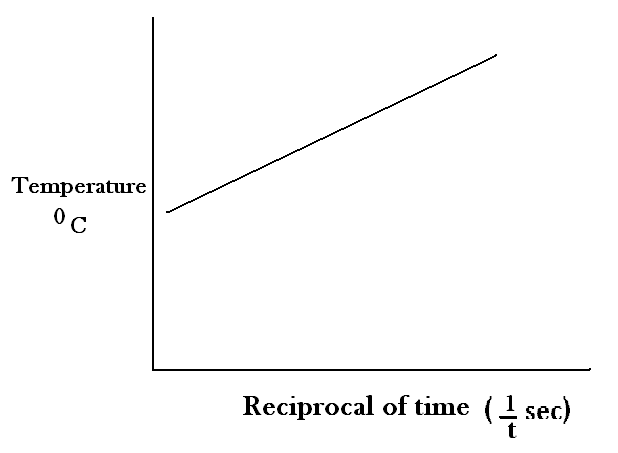 Temperature
⁰C
Reciprocal of time (1/t sec)